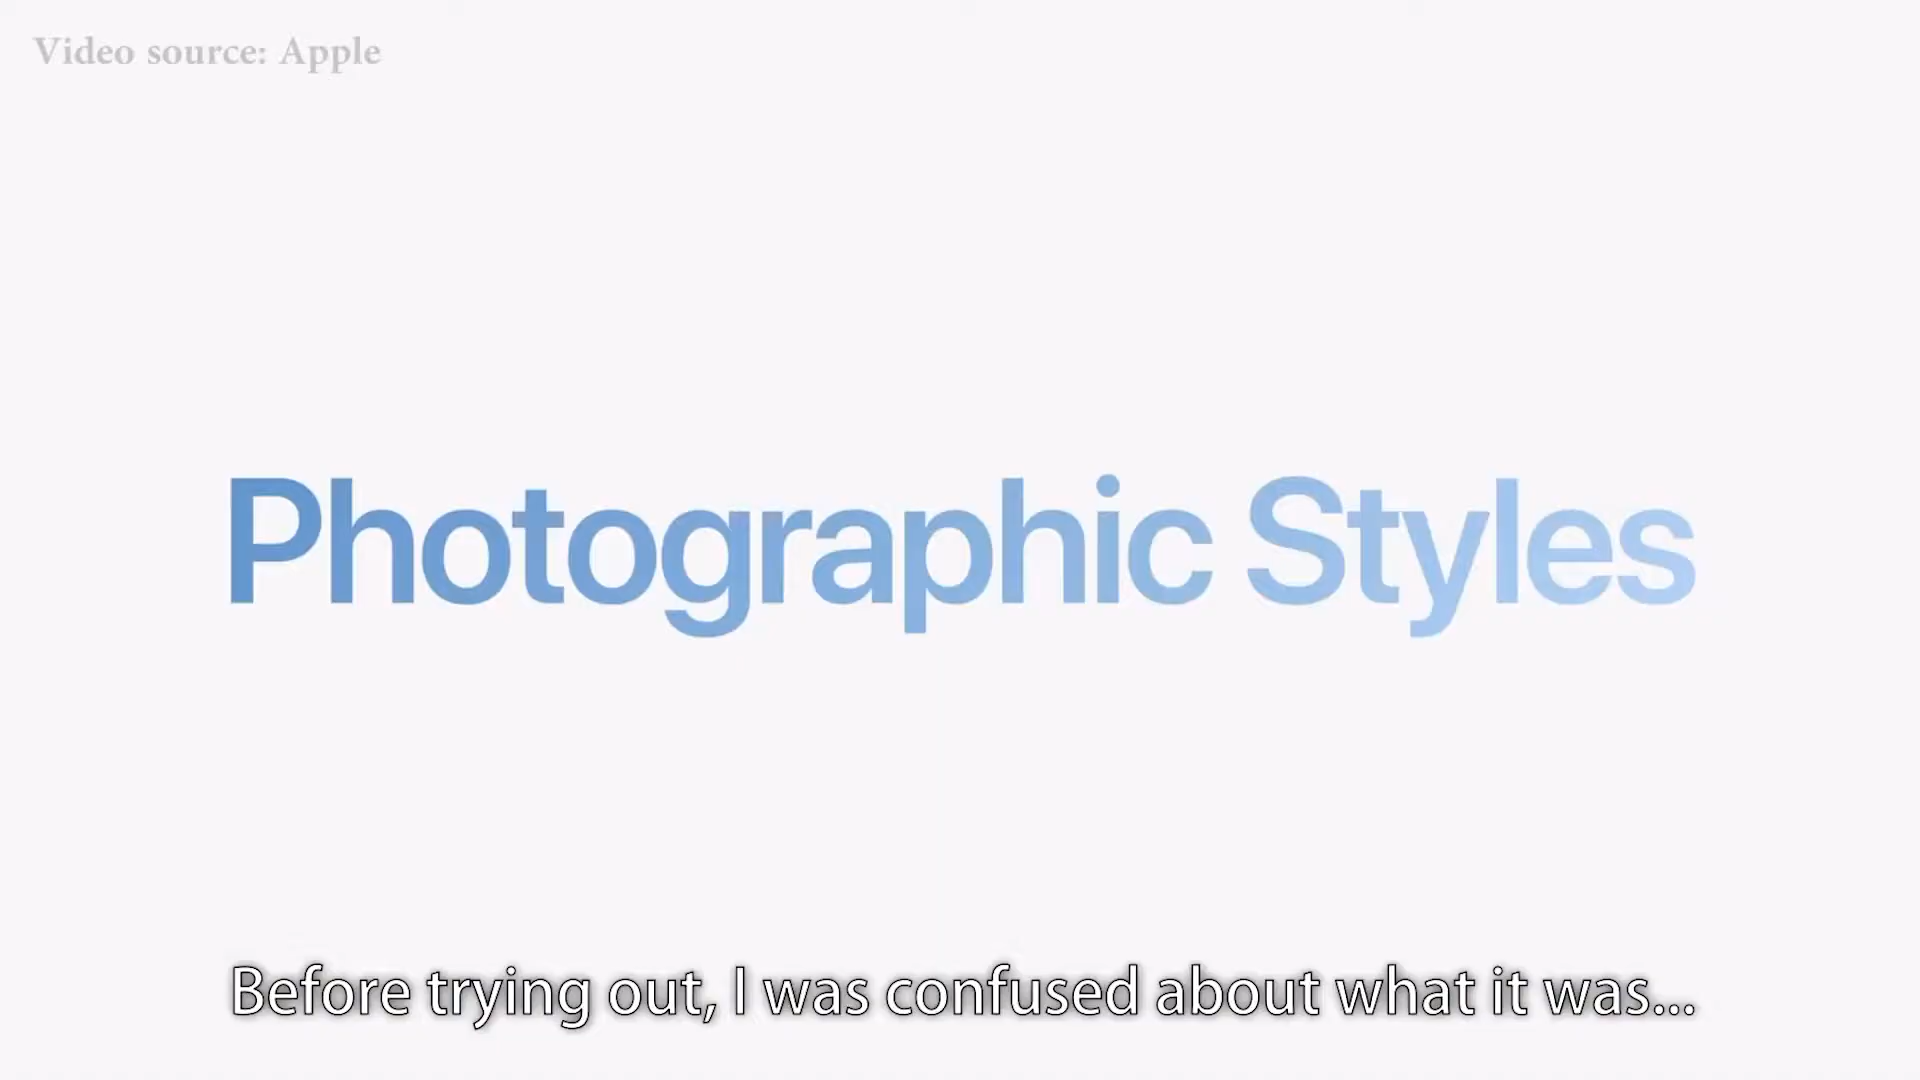 Video source: Apple
Photographic Styles
Before trying out, I was confused about what it was...